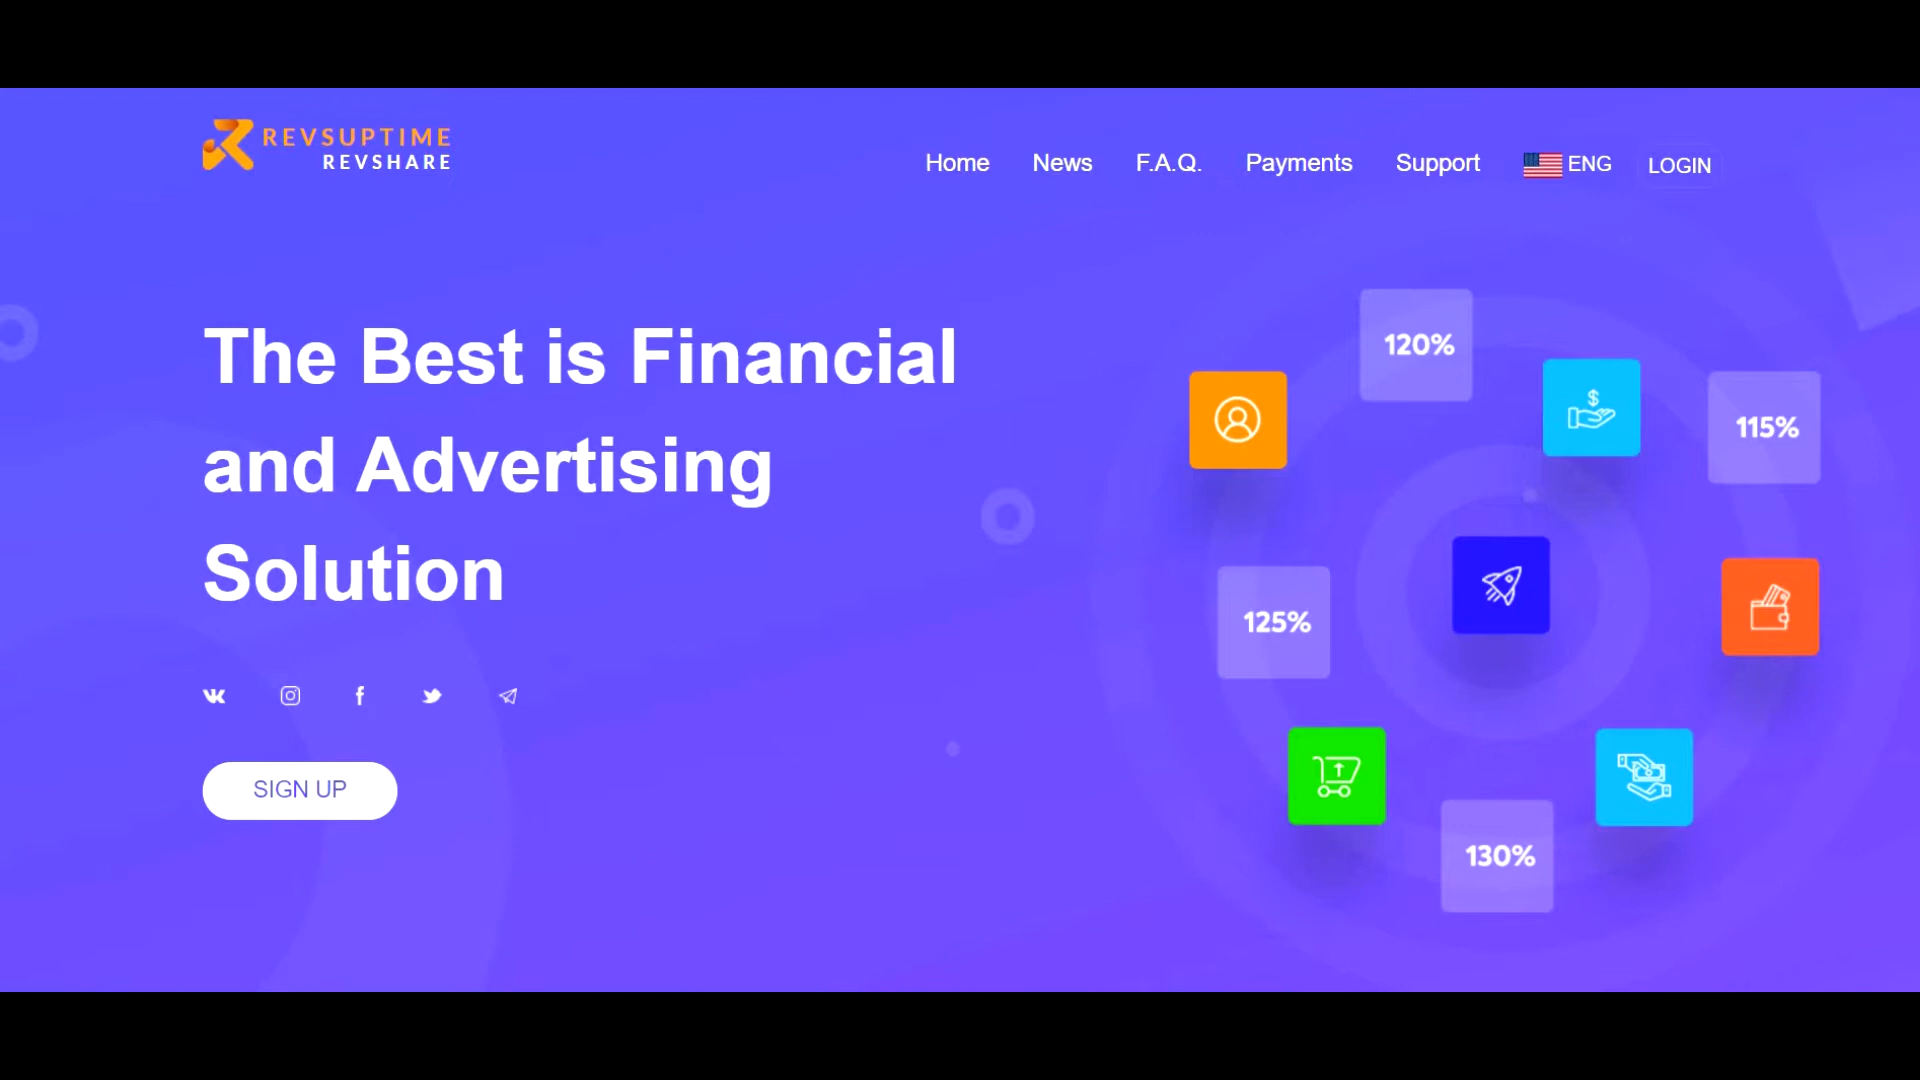 REVSUPTIME
REVSHARE
Home News F.A.Q. Payments Support ENG LOGIN
The Best is Financial
and Advertising
Solution
SIGN UP
120%
115%
125%
130%